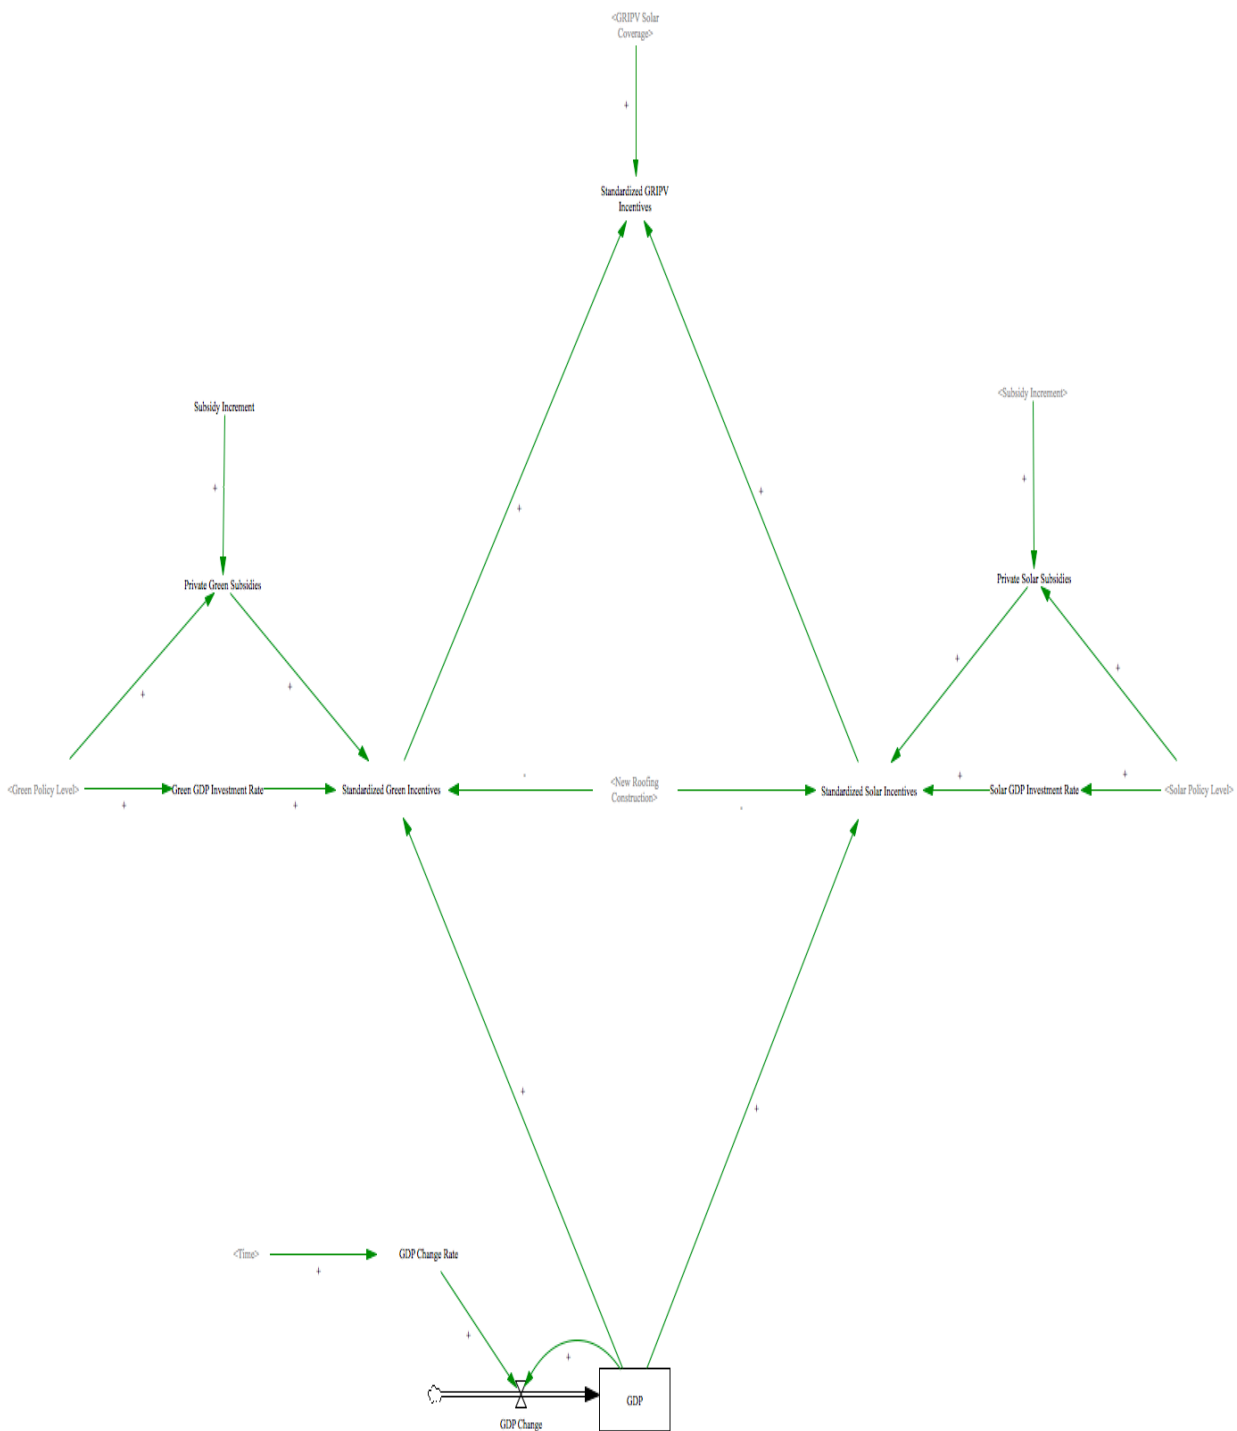 <GRIPV Solar
Coverage>
+
Standardized GRIPV
Incentives
Subsidy Increment
<Subsidy Increment>
+
+
+
+
Private Green Subsidies
Private Solar Subsidies
+
+
+
+
<Green Policy Level>
Green GDP Investment Rate
Standardized Green Incentives
<New Roofing
Construction>
Standardized Solar Incentives
Solar GDP Investment Rate
<Solar Policy Level>
-
+
+
+
+
-
+
+
<Time>
GDP Change Rate
+
+
+
GDP
GDP Change